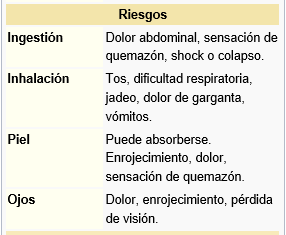 Riesgos
Ingestión Dolor abdominal, sensación de
quemazón, shock o colapso.
Inhalación Tos, dificultad respiratoria,
jadeo, dolor de garganta,
vómitos.
Piel Puede absorberse.
Enrojecimiento, dolor,
sensación de quemazón.
Ojos Dolor, enrojecimiento, pérdida
de visión.